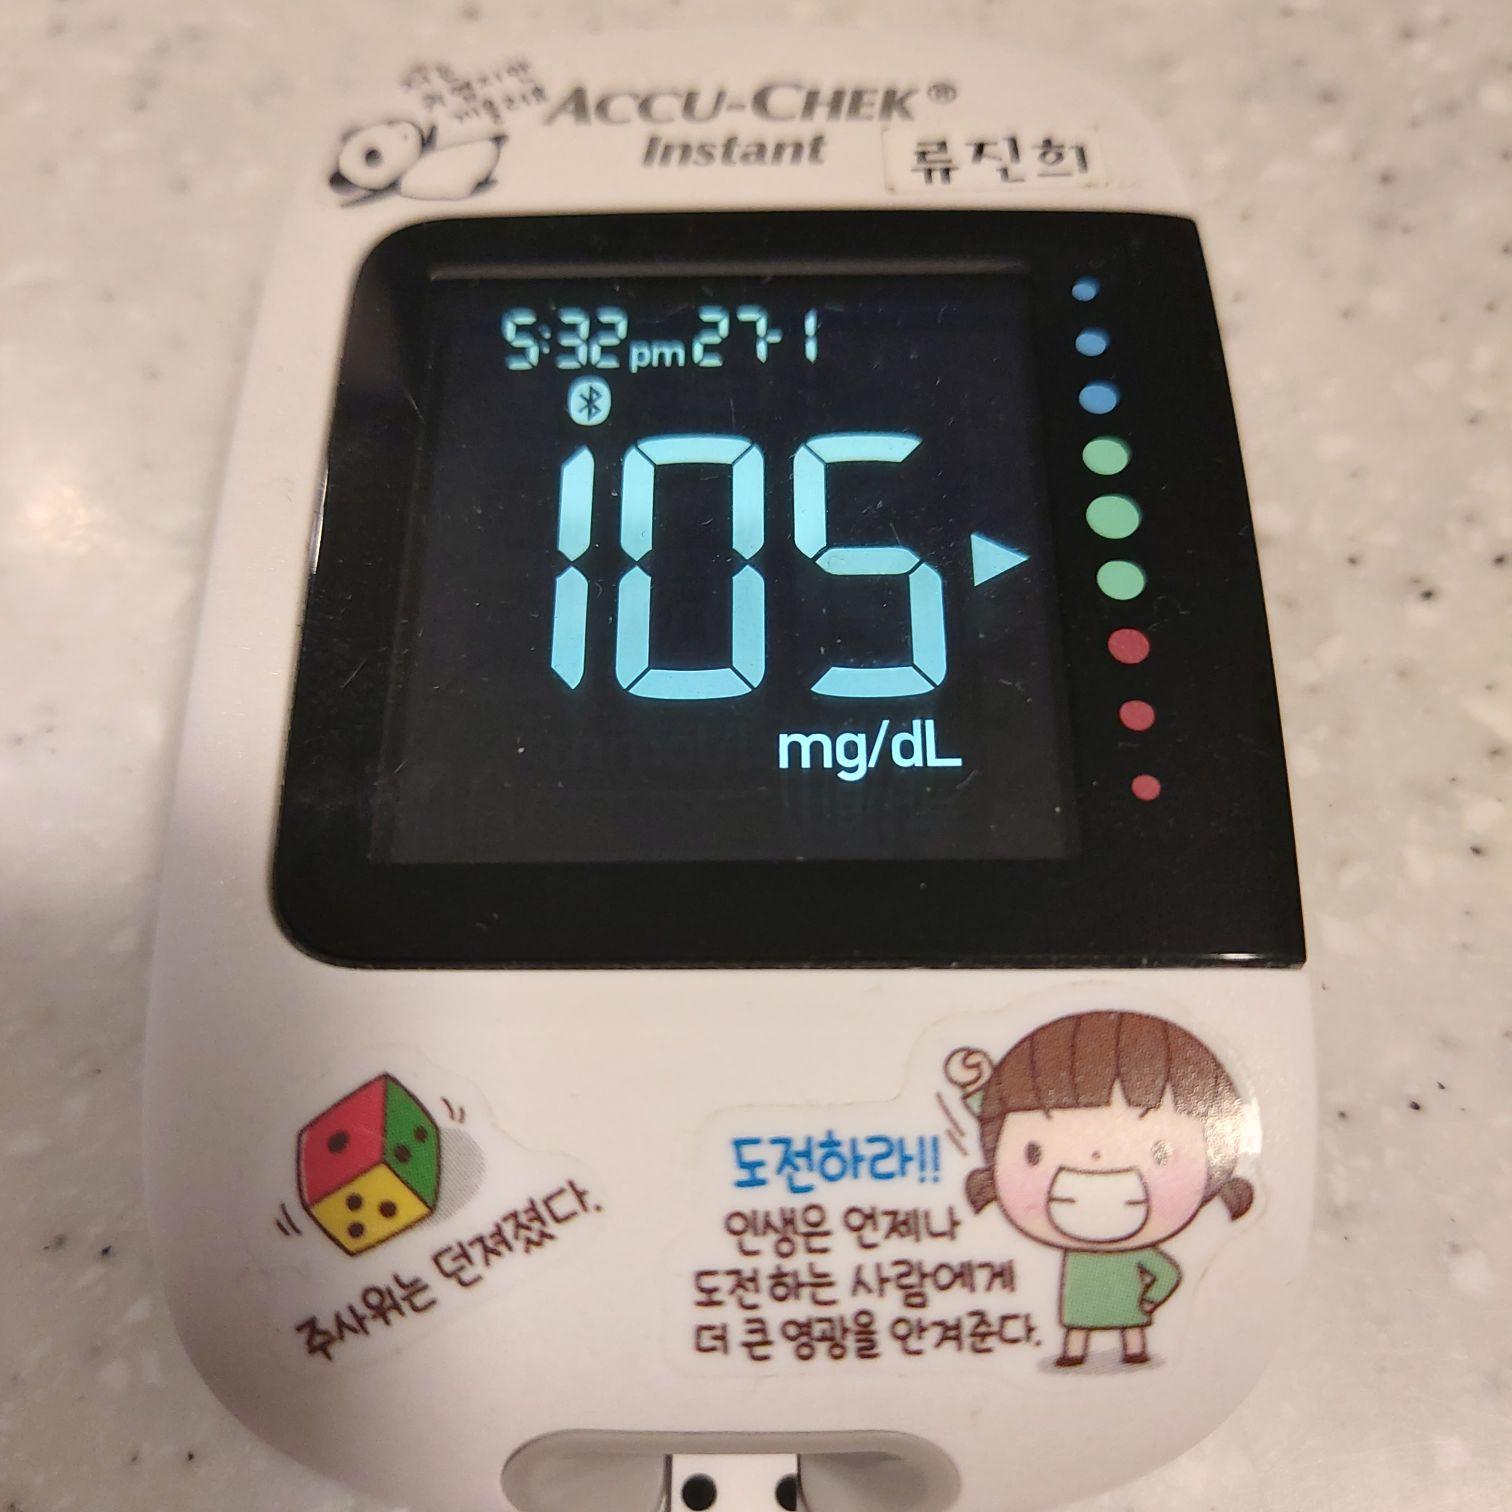 ACCU-CHEK®
Instant
류진희
5:32 pm 27-1
105
mg/dL
주사위는 던져졌다.
도전하라!!
인생은 언제나
도전하는 사람에게
더 큰 영광을 안겨준다.